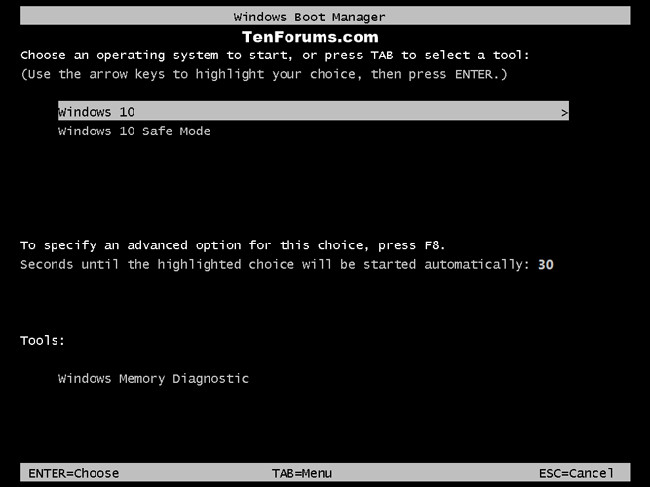 Windows Boot Manager
TenForums.com
Choose an operating system to start, or press TAB to select a tool:
(Use the arrow keys to highlight your choice, then press ENTER.)
Windows 10 >
Windows 10 Safe Mode
To specify an advanced option for this choice, press F8.
Seconds until the highlighted choice will be started automatically: 30
Tools:
Windows Memory Diagnostic
ENTER=Choose TAB=Menu ESC=Cancel